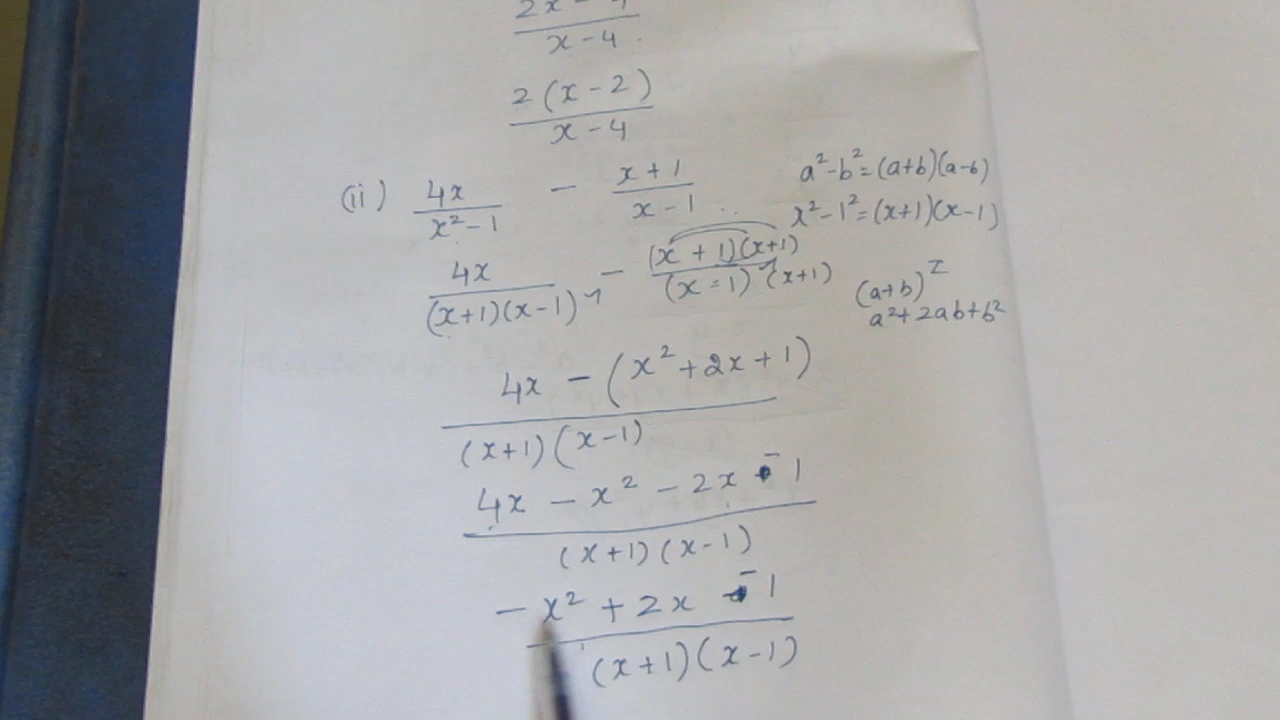 2x - 4
x - 4
2 (x - 2)
x - 4
(ii) 4x / x² - 1 - x + 1 / x - 1
a² - b² = (a+b)(a-b)
x² - 1² = (x+1)(x-1)
4x / (x+1)(x-1) - (x + 1)(x+1) / (x - 1) (x+1)
(a+b)²
a² + 2ab + b²
4x - (x² + 2x + 1)
(x+1)(x-1)
4x - x² - 2x - 1
(x+1)(x-1)
- x² + 2x - 1
(x+1)(x-1)